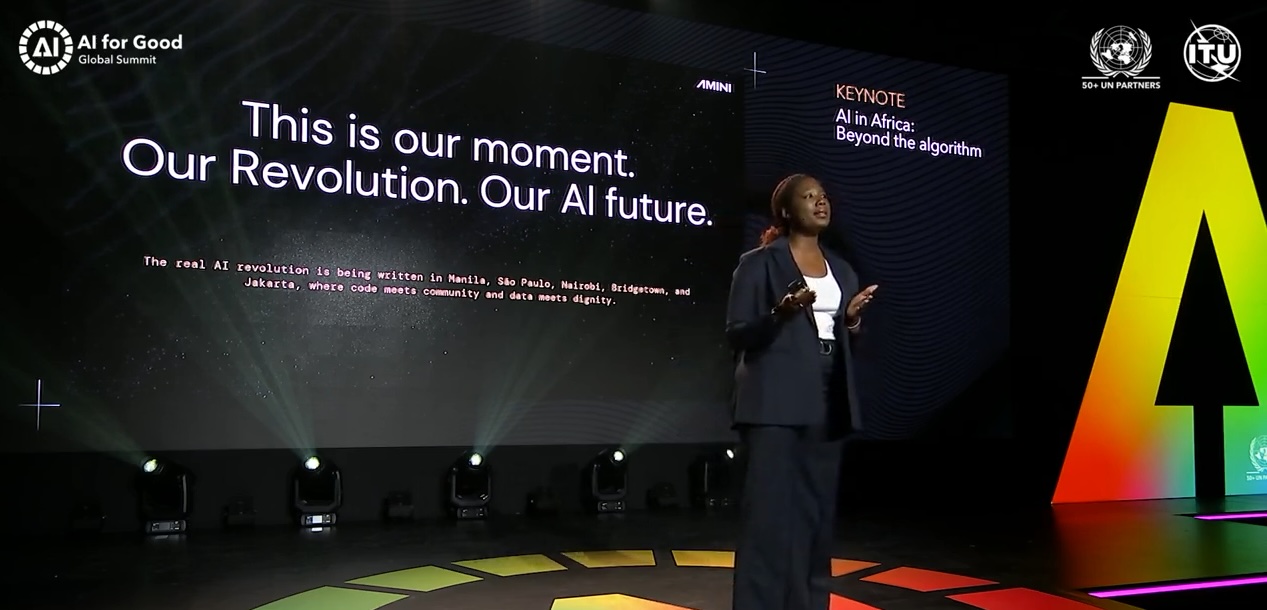 AI
AI for Good
Global Summit
50+ UN PARTNERS
ITU
AMINI
This is our moment.
Our Revolution. Our AI future.
The real AI revolution is being written in Manila, São Paulo, Nairobi, Bridgetown, and
Jakarta, where code meets community and data meets dignity.
KEYNOTE
AI in Africa:
Beyond the algorithm